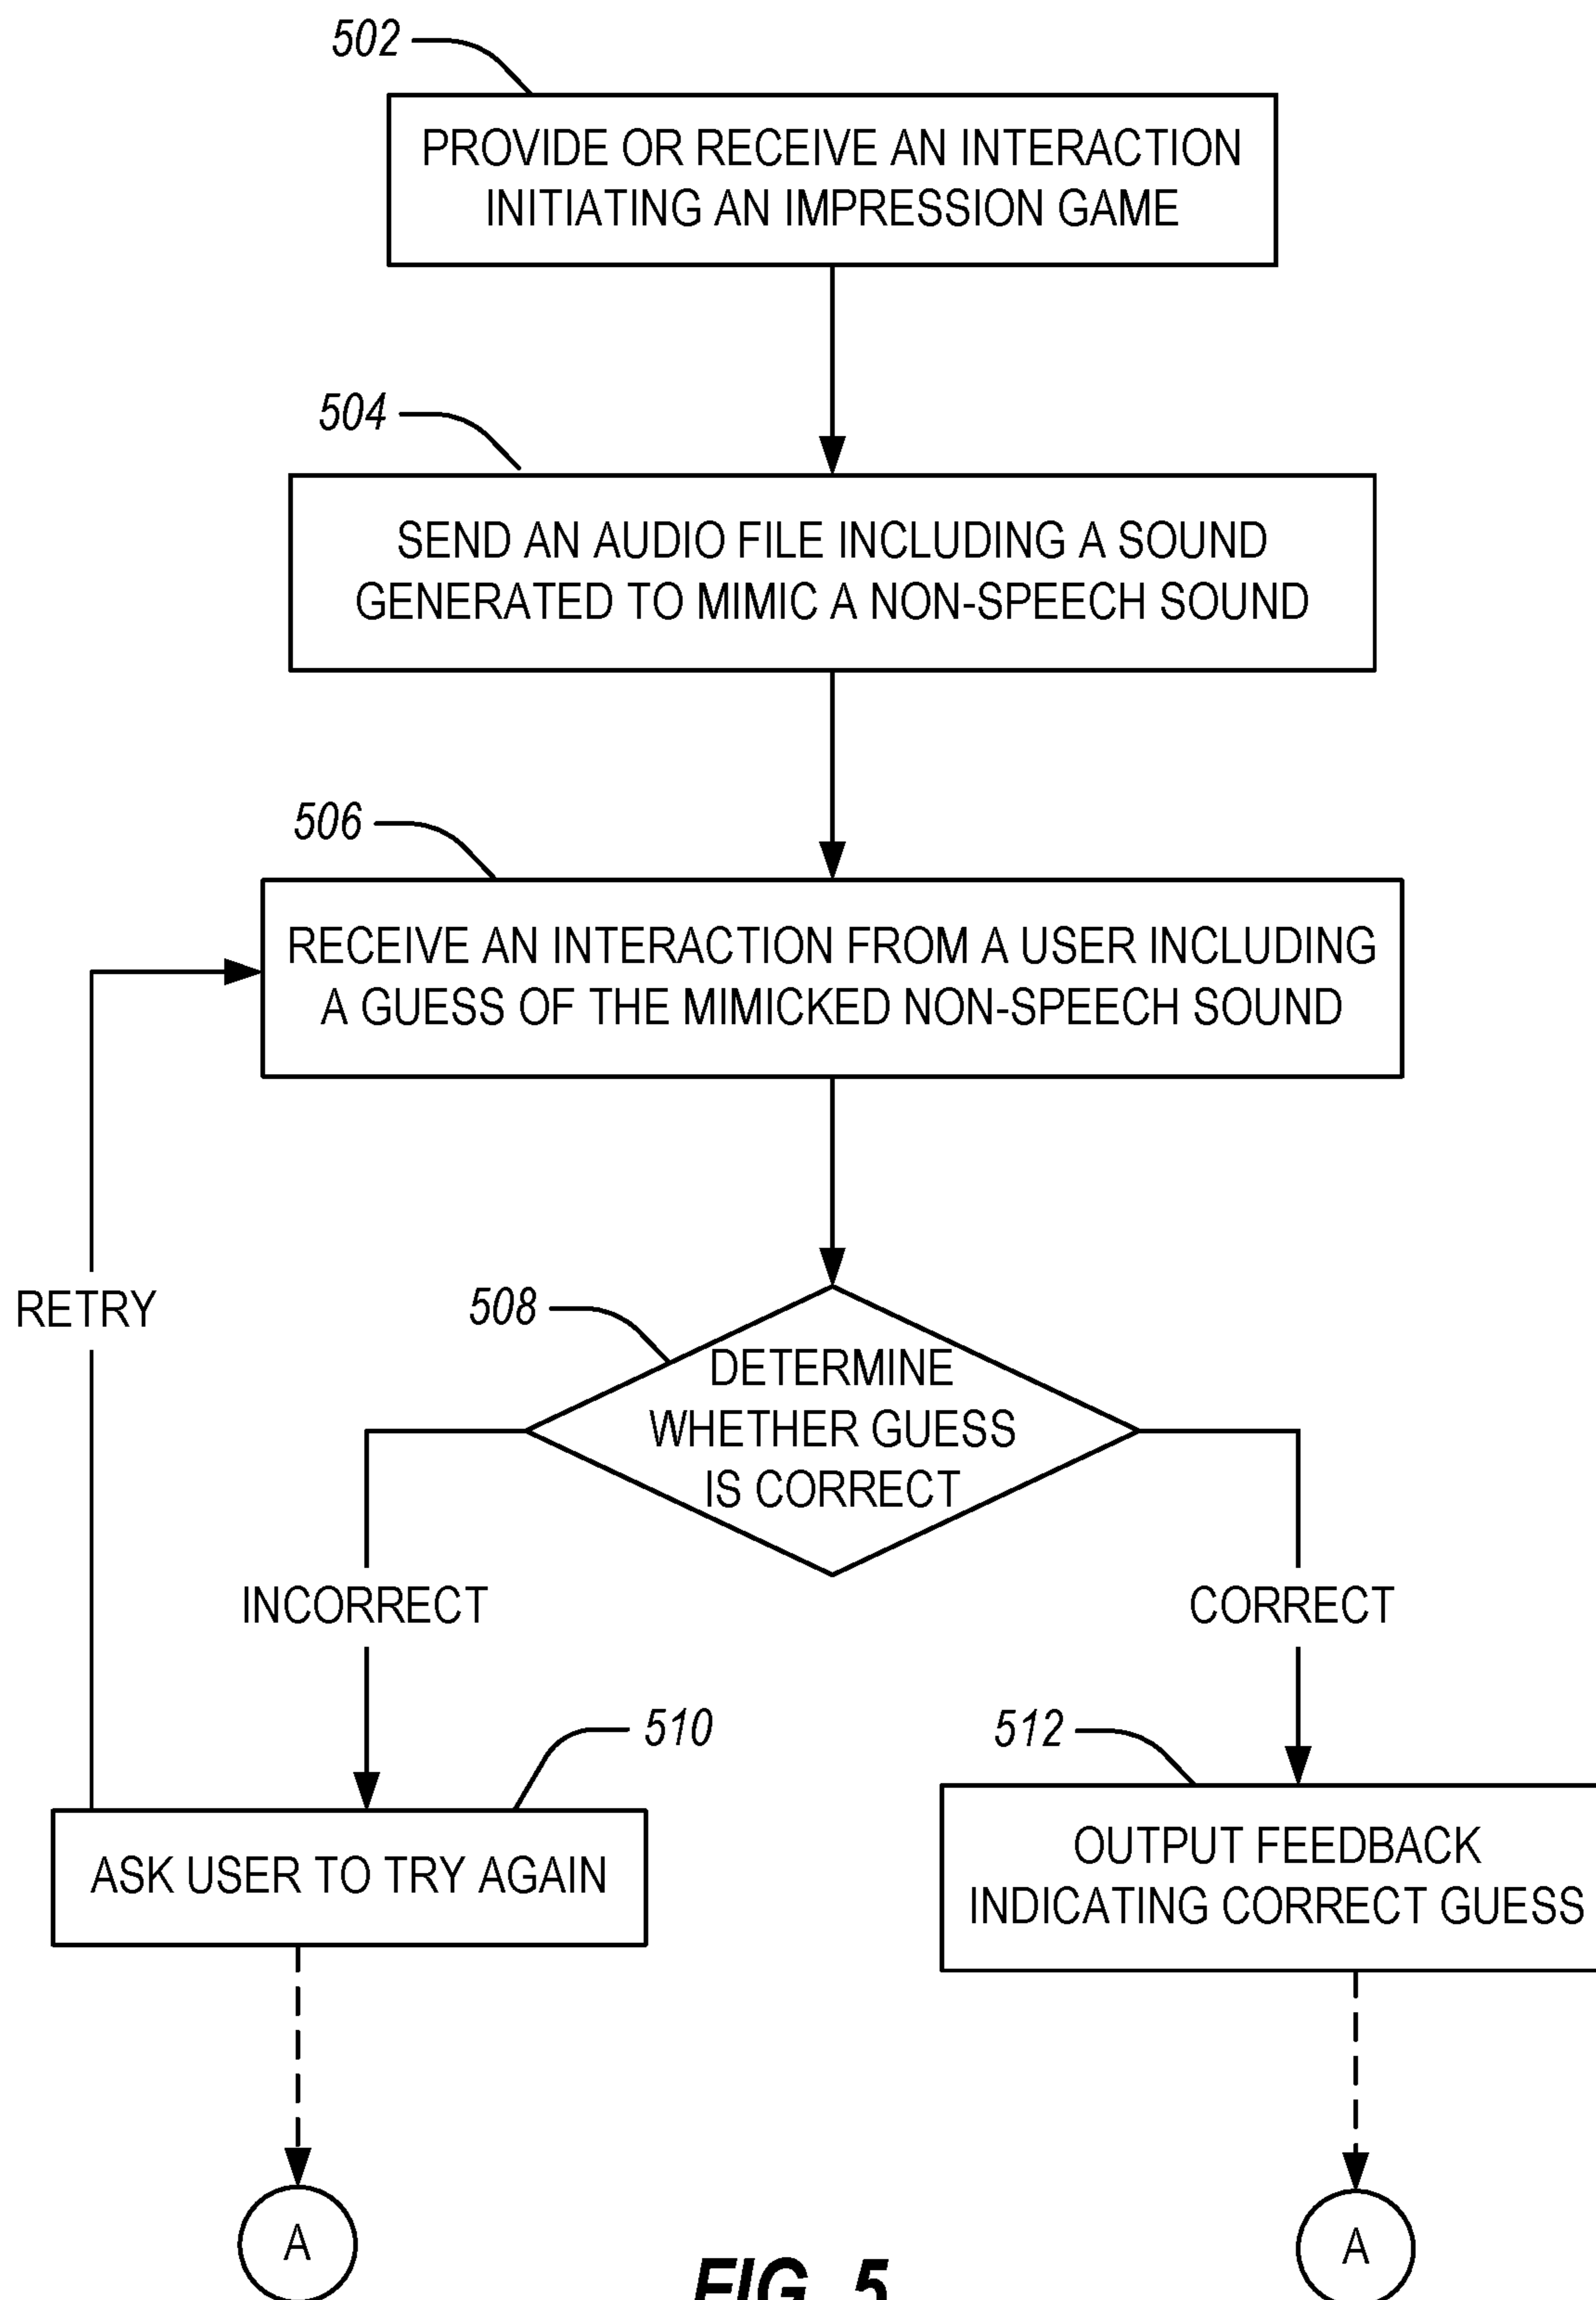 502
PROVIDE OR RECEIVE AN INTERACTION
INITIATING AN IMPRESSION GAME
504
SEND AN AUDIO FILE INCLUDING A SOUND
GENERATED TO MIMIC A NON-SPEECH SOUND
506
RECEIVE AN INTERACTION FROM A USER INCLUDING
A GUESS OF THE MIMICKED NON-SPEECH SOUND
RETRY
508
DETERMINE
WHETHER GUESS
IS CORRECT
INCORRECT
CORRECT
510
512
ASK USER TO TRY AGAIN
OUTPUT FEEDBACK
INDICATING CORRECT GUESS
A
A
FIG. 5